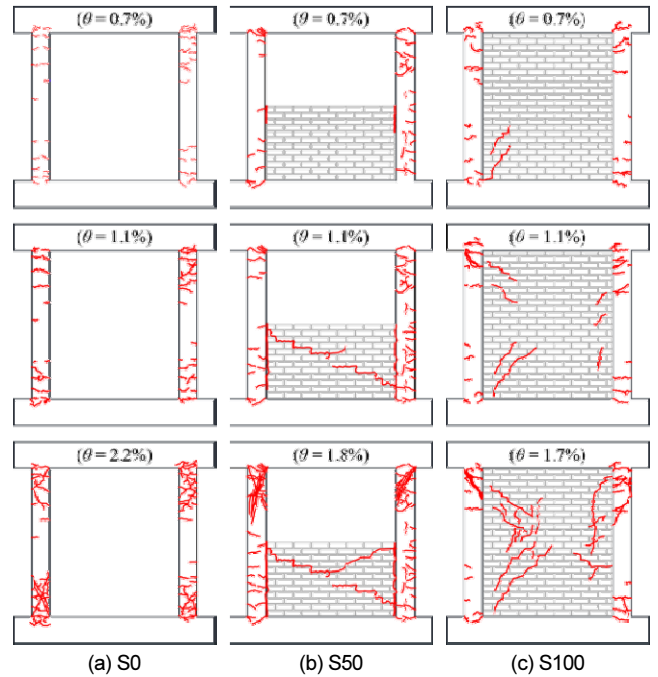 (θ = 0.7%) (θ = 0.7%) (θ = 0.7%)
(θ = 1.1%) (θ = 1.1%) (θ = 1.1%)
(θ = 2.2%) (θ = 1.8%) (θ = 1.7%)
(a) S0 (b) S50 (c) S100